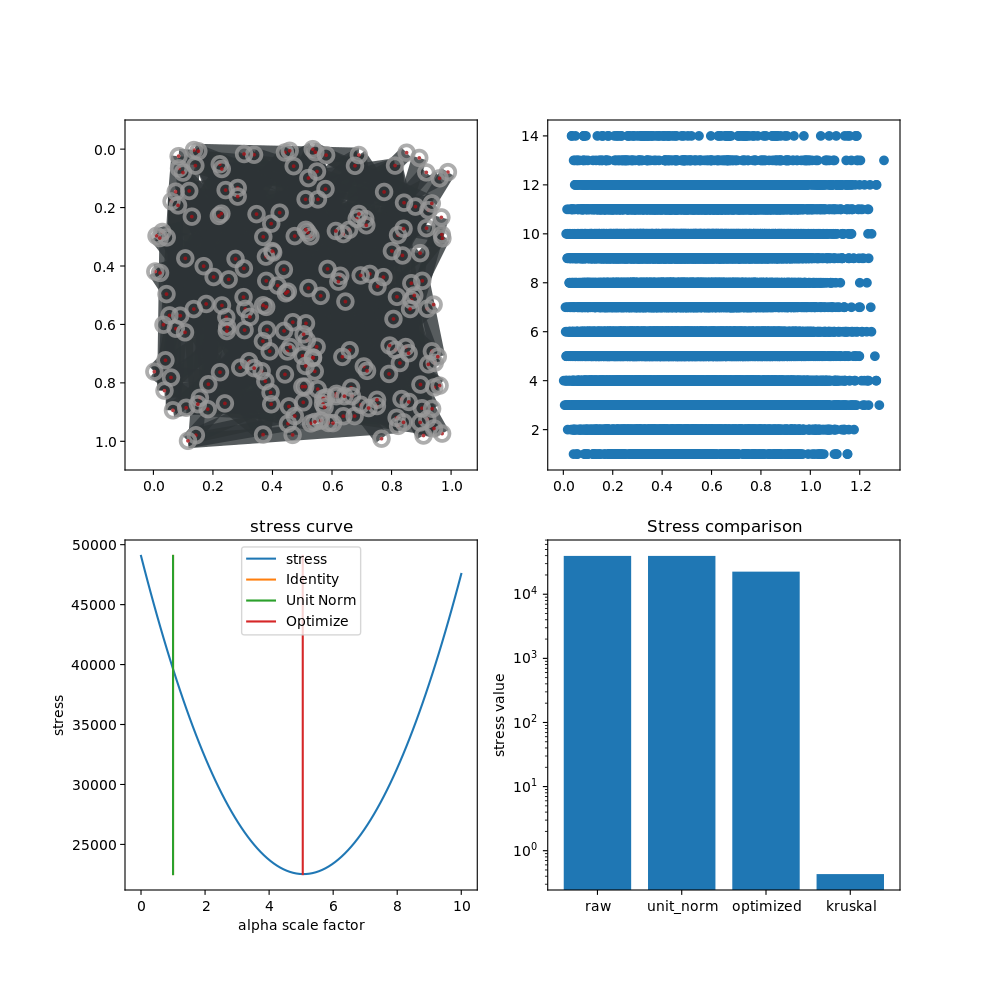 0.0
0.2
0.4
0.6
0.8
1.0
0.0 0.2 0.4 0.6 0.8 1.0
14
12
10
8
6
4
2
0.0 0.2 0.4 0.6 0.8 1.0 1.2
stress curve
50000
45000
40000
35000
30000
25000
stress
stress
Identity
Unit Norm
Optimize
0 2 4 6 8 10
alpha scale factor
Stress comparison
10^4
10^3
10^2
10^1
10^0
stress value
raw unit_norm optimized kruskal